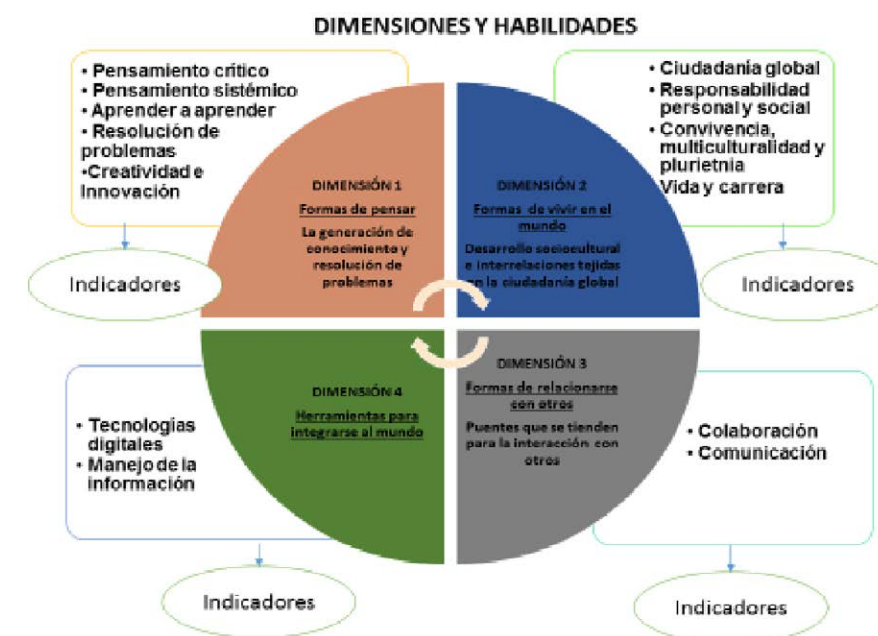 DIMENSIONES Y HABILIDADES
• Pensamiento crítico
• Pensamiento sistémico
• Aprender a aprender
• Resolución de
problemas
•Creatividad e
Innovación
Indicadores
DIMENSIÓN 1
Formas de pensar
La generación de
conocimiento y
resolución de
problemas
DIMENSIÓN 2
Formas de vivir en el
mundo
Desarrollo sociocultural
e interrelaciones tejidas
en la ciudadanía global
• Ciudadanía global
• Responsabilidad
personal y social
• Convivencia,
multiculturalidad y
plurietnia
Vida y carrera
Indicadores
• Tecnologías
digitales
• Manejo de la
información
Indicadores
DIMENSIÓN 4
Herramientas para
integrarse al mundo
DIMENSIÓN 3
Formas de relacionarse
con otros
Puentes que se tienden
para la interacción con
otros
• Colaboración
• Comunicación
Indicadores